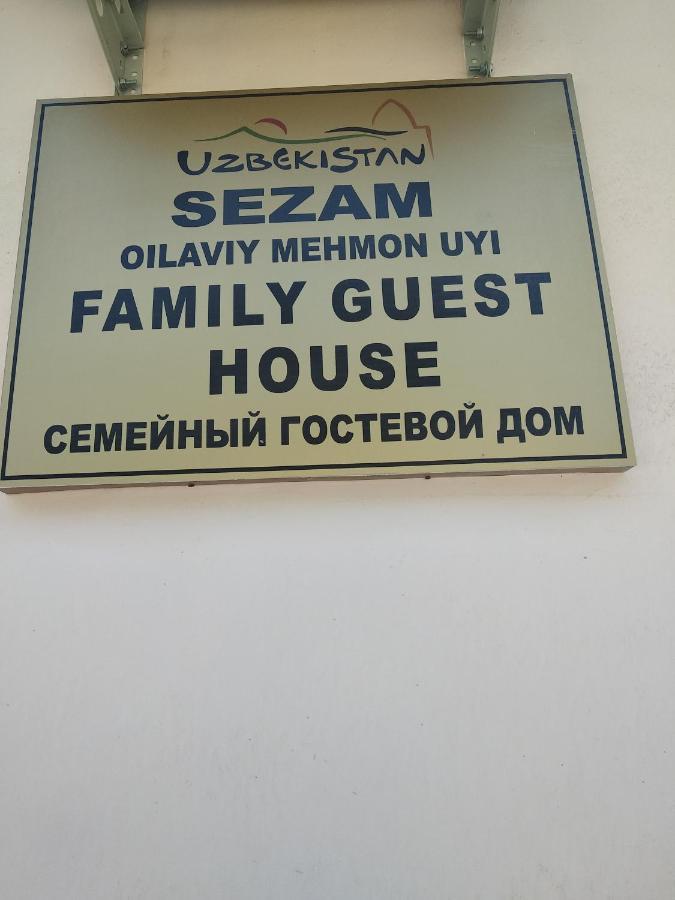 UZBEKISTAN
SEZAM
OILAVIY MEHMON UYI
FAMILY GUEST
HOUSE
СЕМЕЙНЫЙ ГОСТЕВОЙ ДОМ